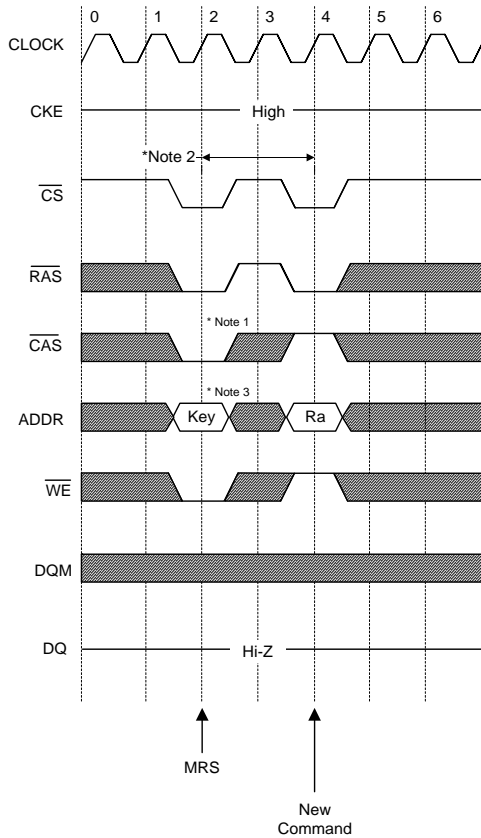 0 1 2 3 4 5 6
CLOCK
CKE High
*Note 2
CS
RAS
* Note 1
CAS
* Note 3
ADDR Key Ra
WE
DQM
DQ Hi-Z
MRS
New
Command